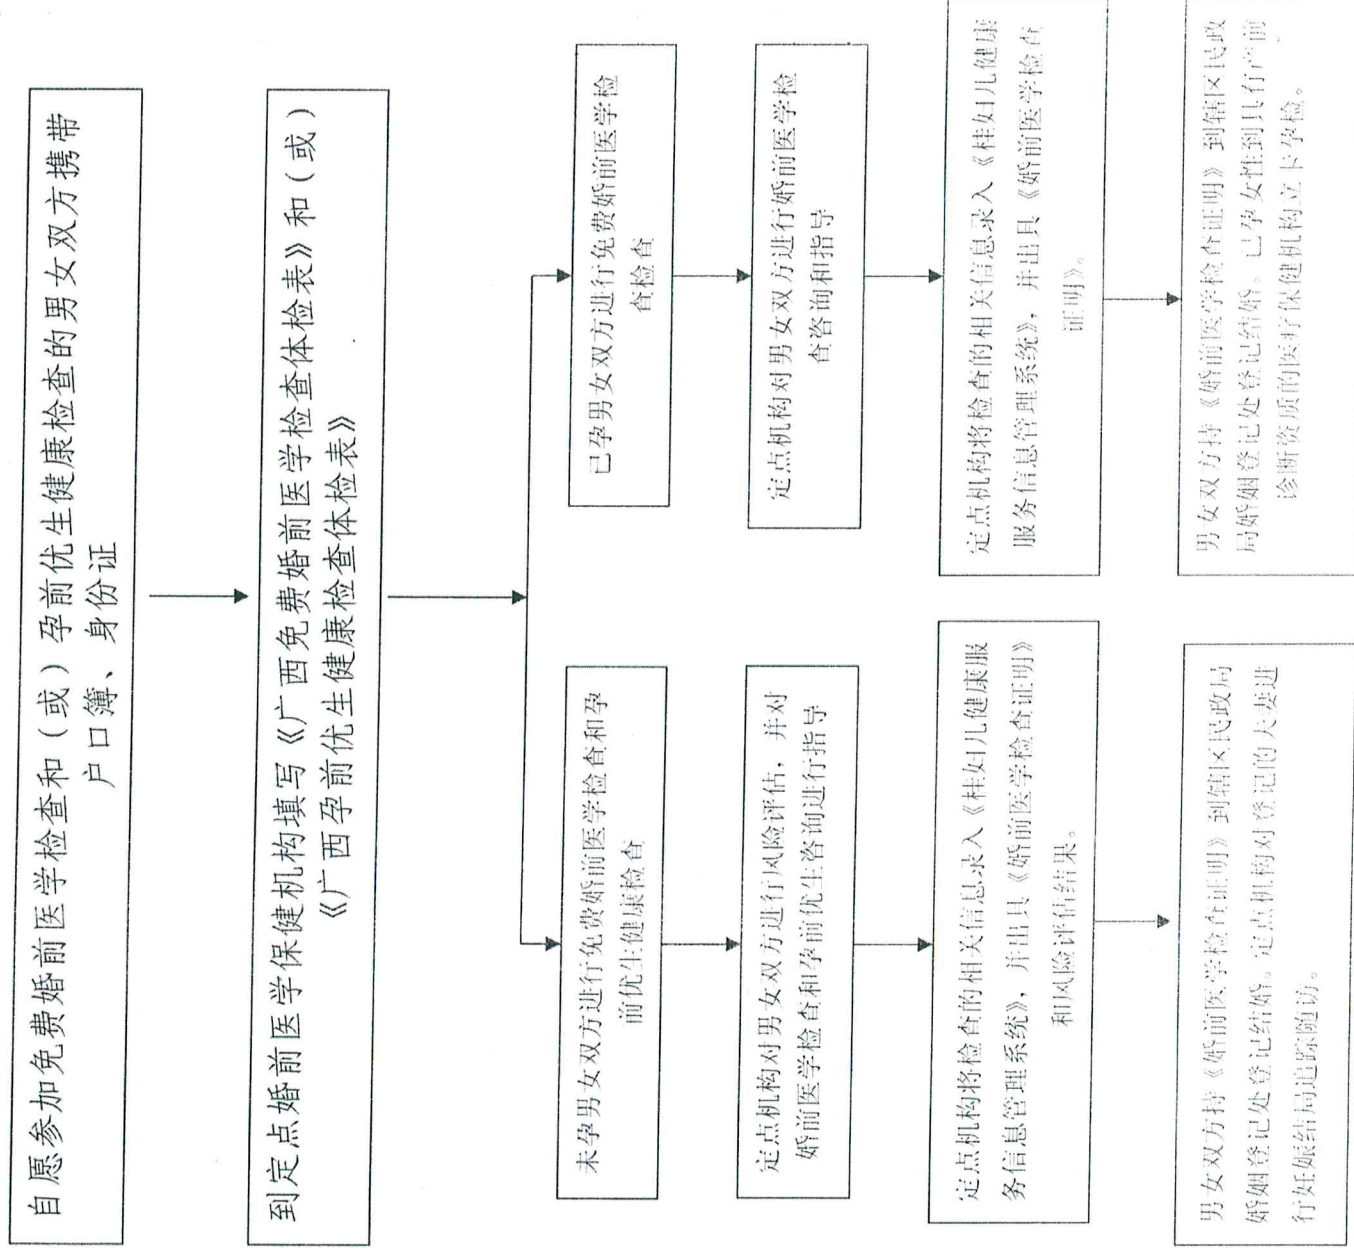 自愿参加免费婚前医学检查和（或）孕前优生健康检查的男女双方携带
户口簿、身份证
到定点婚前医学保健机构填写《广西免费婚前医学检查体检表》和（或）
《广西孕前优生健康检查体检表》
未孕男女双方进行免费婚前医学检查和孕
前优生健康检查
定点机构对男女双方进行风险评估，并对
婚前医学检查和孕前优生咨询进行指导
定点机构将检查的相关信息录入《桂妇儿健康服
务信息管理系统》，并出具《婚前医学检查证明》
和风险评估结果。
男女双方持《婚前医学检查证明》到辖区民政局
婚姻登记处登记结婚。定点机构对登记的夫妻进
行妊娠结局追踪随访。
已孕男女双方进行免费婚前医学检
查检查
定点机构对男女双方进行婚前医学检
查咨询和指导
定点机构将检查的相关信息录入《桂妇儿健康
服务信息管理系统》，并出具《婚前医学检查
证明》。
男女双方持《婚前医学检查证明》到辖区民政
局婚姻登记处登记结婚。已孕女性到具有产前
诊断资质的医疗保健机构立卡孕检。